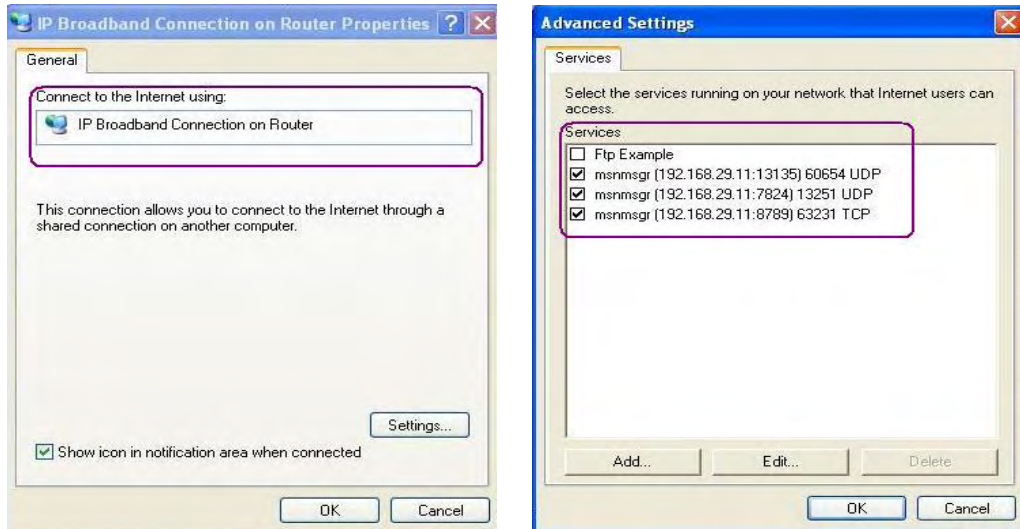 IP Broadband Connection on Router Properties
General
Connect to the Internet using:
IP Broadband Connection on Router
This connection allows you to connect to the Internet through a
shared connection on another computer.
Settings...
Show icon in notification area when connected
OK
Cancel
Advanced Settings
Services
Select the services running on your network that Internet users can
access.
Services
Ftp Example
msnmsgr (192.168.29.11:13135) 60654 UDP
msnmsgr (192.168.29.11:7824) 13251 UDP
msnmsgr (192.168.29.11:8789) 63231 TCP
Add...
Edit...
Delete
OK
Cancel